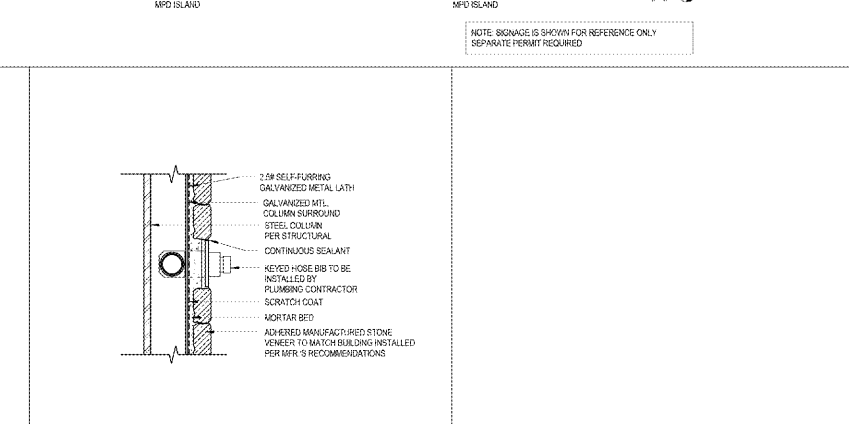 MPD ISLAND
MPD ISLAND
NOTE: SIGNAGE IS SHOWN FOR REFERENCE ONLY
SEPARATE PERMIT REQUIRED
2.5# SELF-FURRING
GALVANIZED METAL LATH
GALVANIZED MTL.
COLUMN SURROUND
STEEL COLUMN
PER STRUCTURAL
CONTINUOUS SEALANT
KEYED HOSE BIB TO BE
INSTALLED BY
PLUMBING CONTRACTOR
SCRATCH COAT
MORTAR BED
ADHERED MANUFACTURED STONE
VENEER TO MATCH BUILDING INSTALLED
PER MFR.'S RECOMMENDATIONS